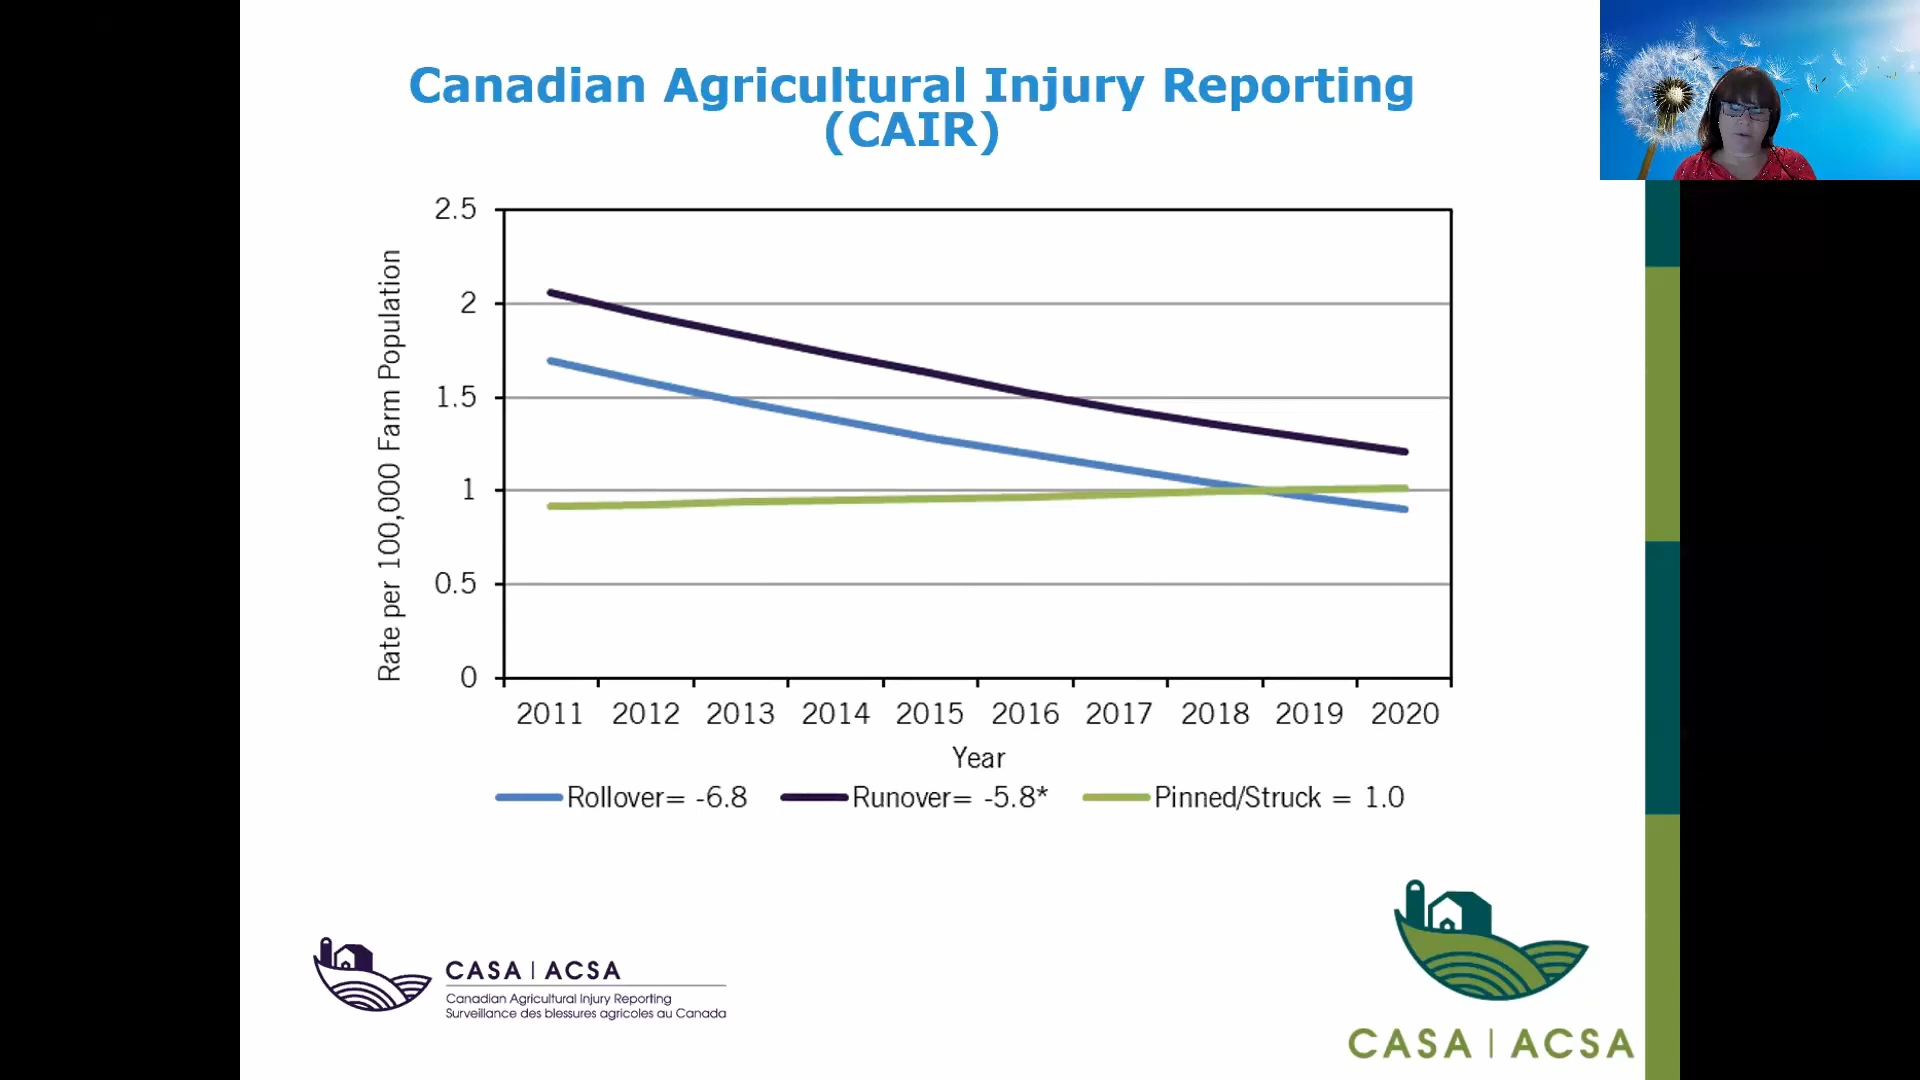 Canadian Agricultural Injury Reporting
(CAIR)
Rate per 100,000 Farm Population
2.5
2
1.5
1
0.5
0
2011 2012 2013 2014 2015 2016 2017 2018 2019 2020
Year
Rollover= -6.8 Runover= -5.8* Pinned/Struck = 1.0
CASA | ACSA
Canadian Agricultural Injury Reporting
Surveillance des blessures agricoles au Canada
CASA | ACSA